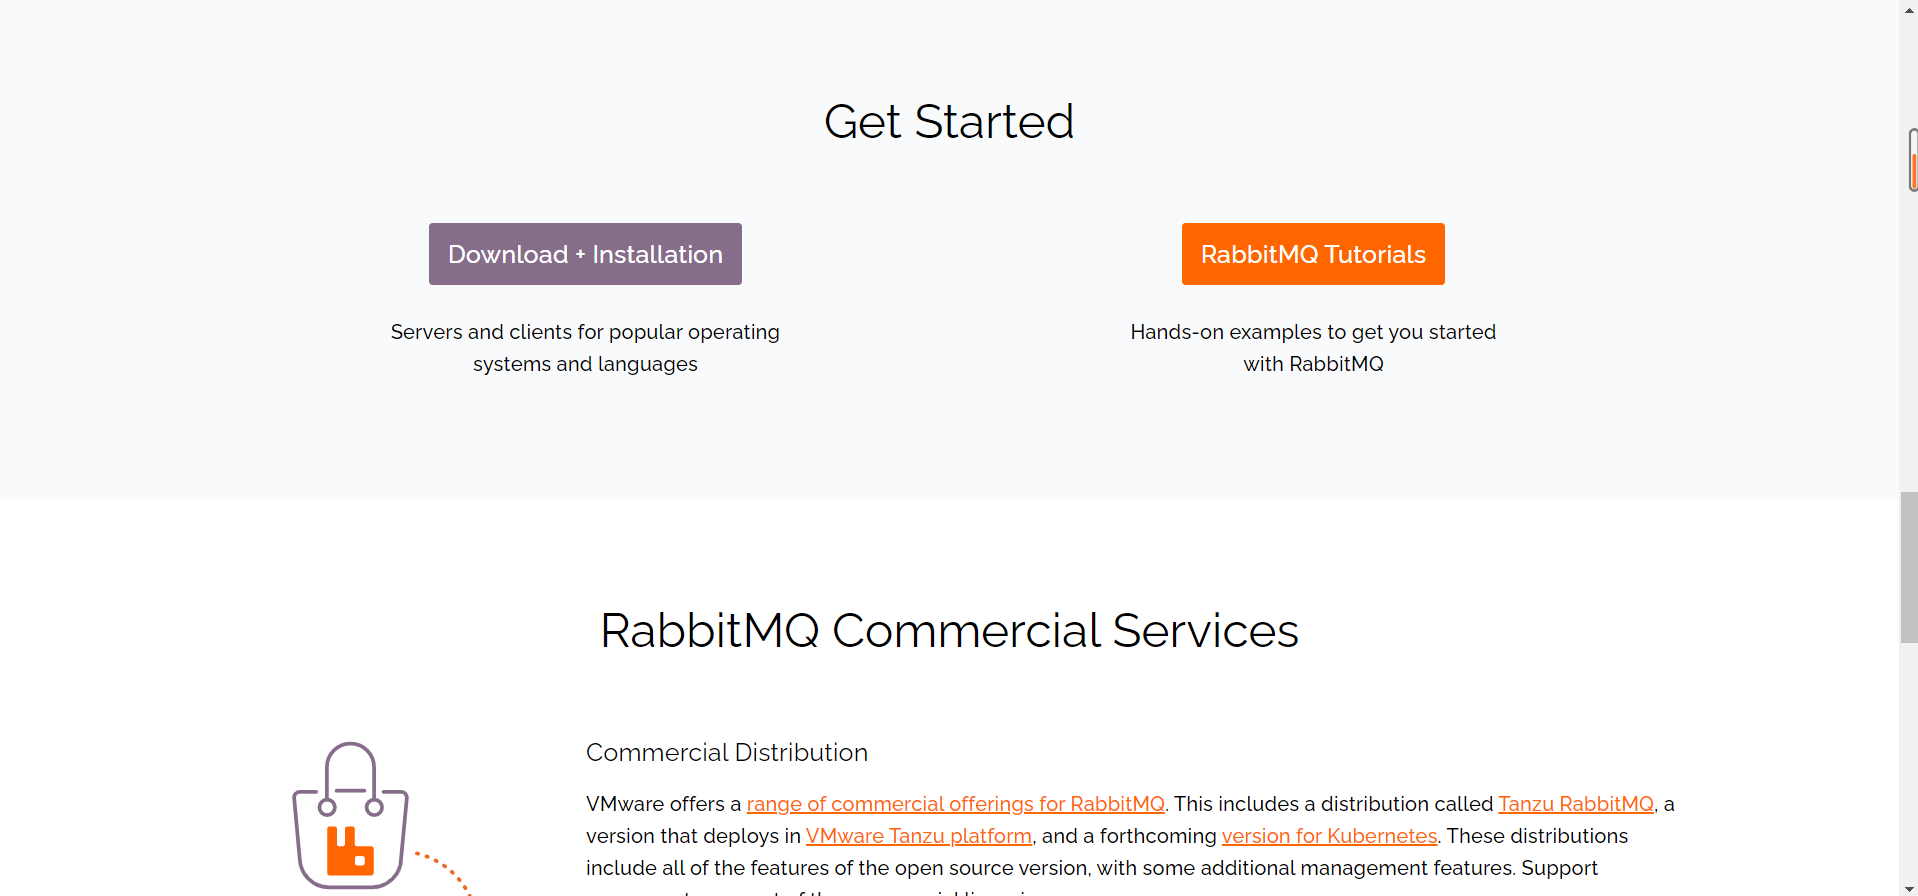 Get Started
Download + Installation
RabbitMQ Tutorials
Servers and clients for popular operating
systems and languages
Hands-on examples to get you started
with RabbitMQ
RabbitMQ Commercial Services
Commercial Distribution
VMware offers a range of commercial offerings for RabbitMQ. This includes a distribution called Tanzu RabbitMQ, a
version that deploys in VMware Tanzu platform, and a forthcoming version for Kubernetes. These distributions
include all of the features of the open source version, with some additional management features. Support